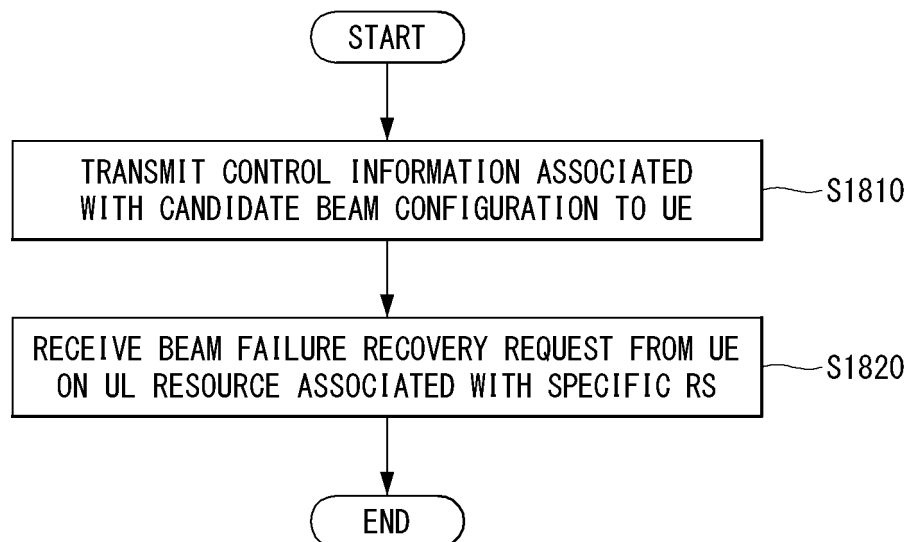 START
TRANSMIT CONTROL INFORMATION ASSOCIATED
WITH CANDIDATE BEAM CONFIGURATION TO UE
S1810
RECEIVE BEAM FAILURE RECOVERY REQUEST FROM UE
ON UL RESOURCE ASSOCIATED WITH SPECIFIC RS
S1820
END